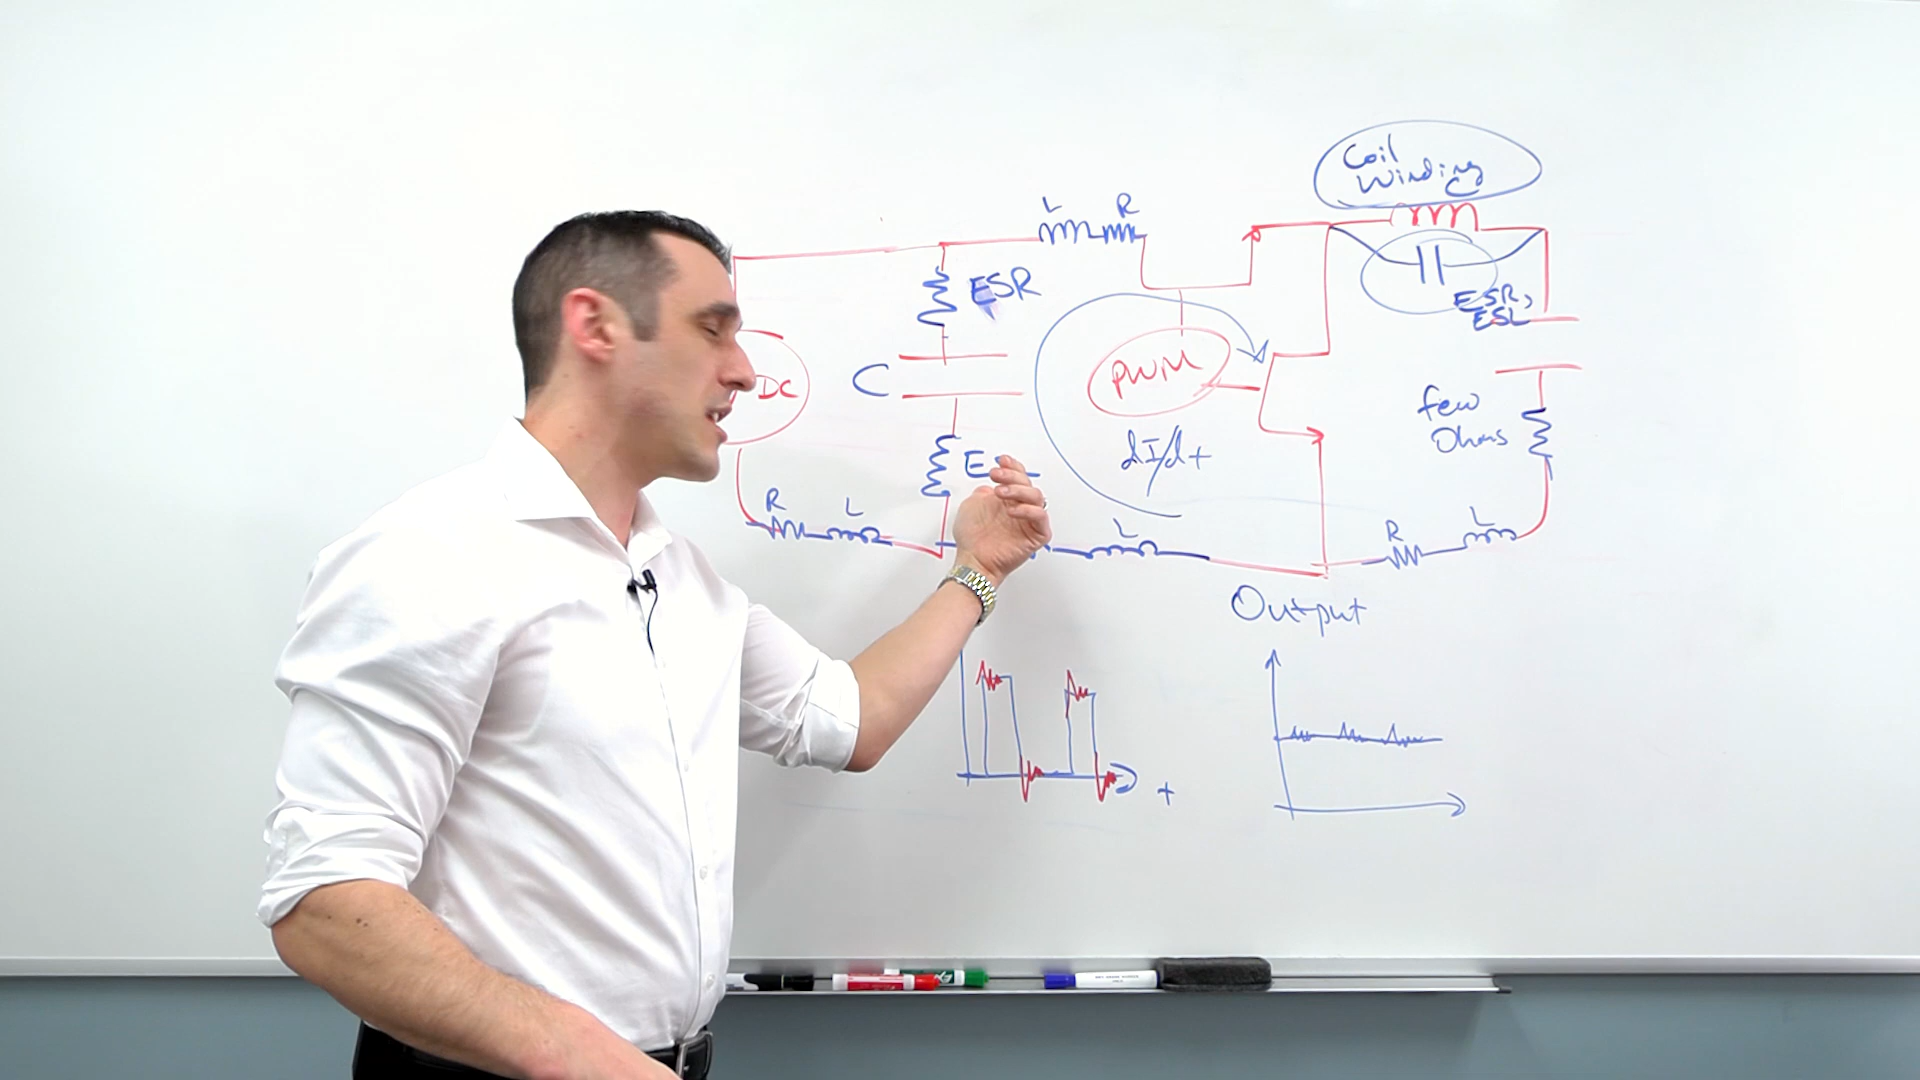 Coil
Winding
C
L
R
ESR
ESR,
ESL
DC
C
PWM
few
Ohms
dI/dt
R
L
L
R
L
Output
t